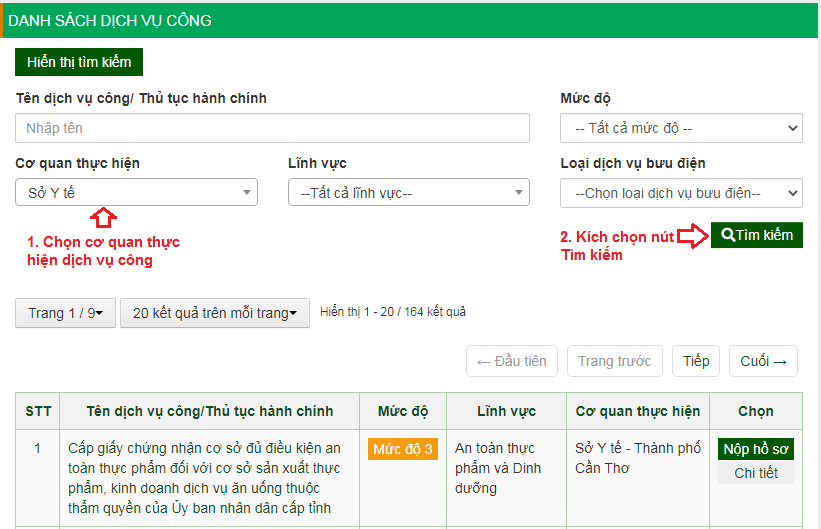 DANH SÁCH DỊCH VỤ CÔNG
Hiển thị tìm kiếm
Tên dịch vụ công/ Thủ tục hành chính
Mức độ
Nhập tên
-- Tất cả mức độ --
Cơ quan thực hiện
Lĩnh vực
Loại dịch vụ bưu điện
Sở Y tế
--Tất cả lĩnh vực--
--Chọn loại dịch vụ bưu điện--
1. Chọn cơ quan thực
hiện dịch vụ công
2. Kích chọn nút
Tìm kiếm
Tìm kiếm
Trang 1 / 9
20 kết quả trên mỗi trang
Hiển thị 1 - 20 / 164 kết quả
← Đầu tiên
Trang trước
Tiếp
Cuối →
STT
Tên dịch vụ công/Thủ tục hành chính
Mức độ
Lĩnh vực
Cơ quan thực hiện
Chọn
1
Cấp giấy chứng nhận cơ sở đủ điều kiện an
toàn thực phẩm đối với cơ sở sản xuất thực
phẩm, kinh doanh dịch vụ ăn uống thuộc
thẩm quyền của Ủy ban nhân dân cấp tỉnh
Mức độ 3
An toàn thực
phẩm và Dinh
dưỡng
Sở Y tế - Thành phố
Cần Thơ
Nộp hồ sơ
Chi tiết